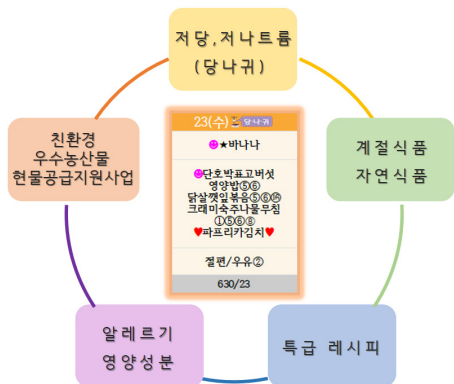 저당,저나트륨
(당나귀)
친환경
우수농산물
현물공급지원사업
23(수) 당나귀
★바나나
단호박표고버섯
영양밥⑤⑥
닭살깻잎볶음⑤⑥⑮
크래미숙주나물무침
①⑤⑥⑧
♥파프리카김치♥
절편/우유②
630/23
계절식품
자연식품
알레르기
영양성분
특급 레시피